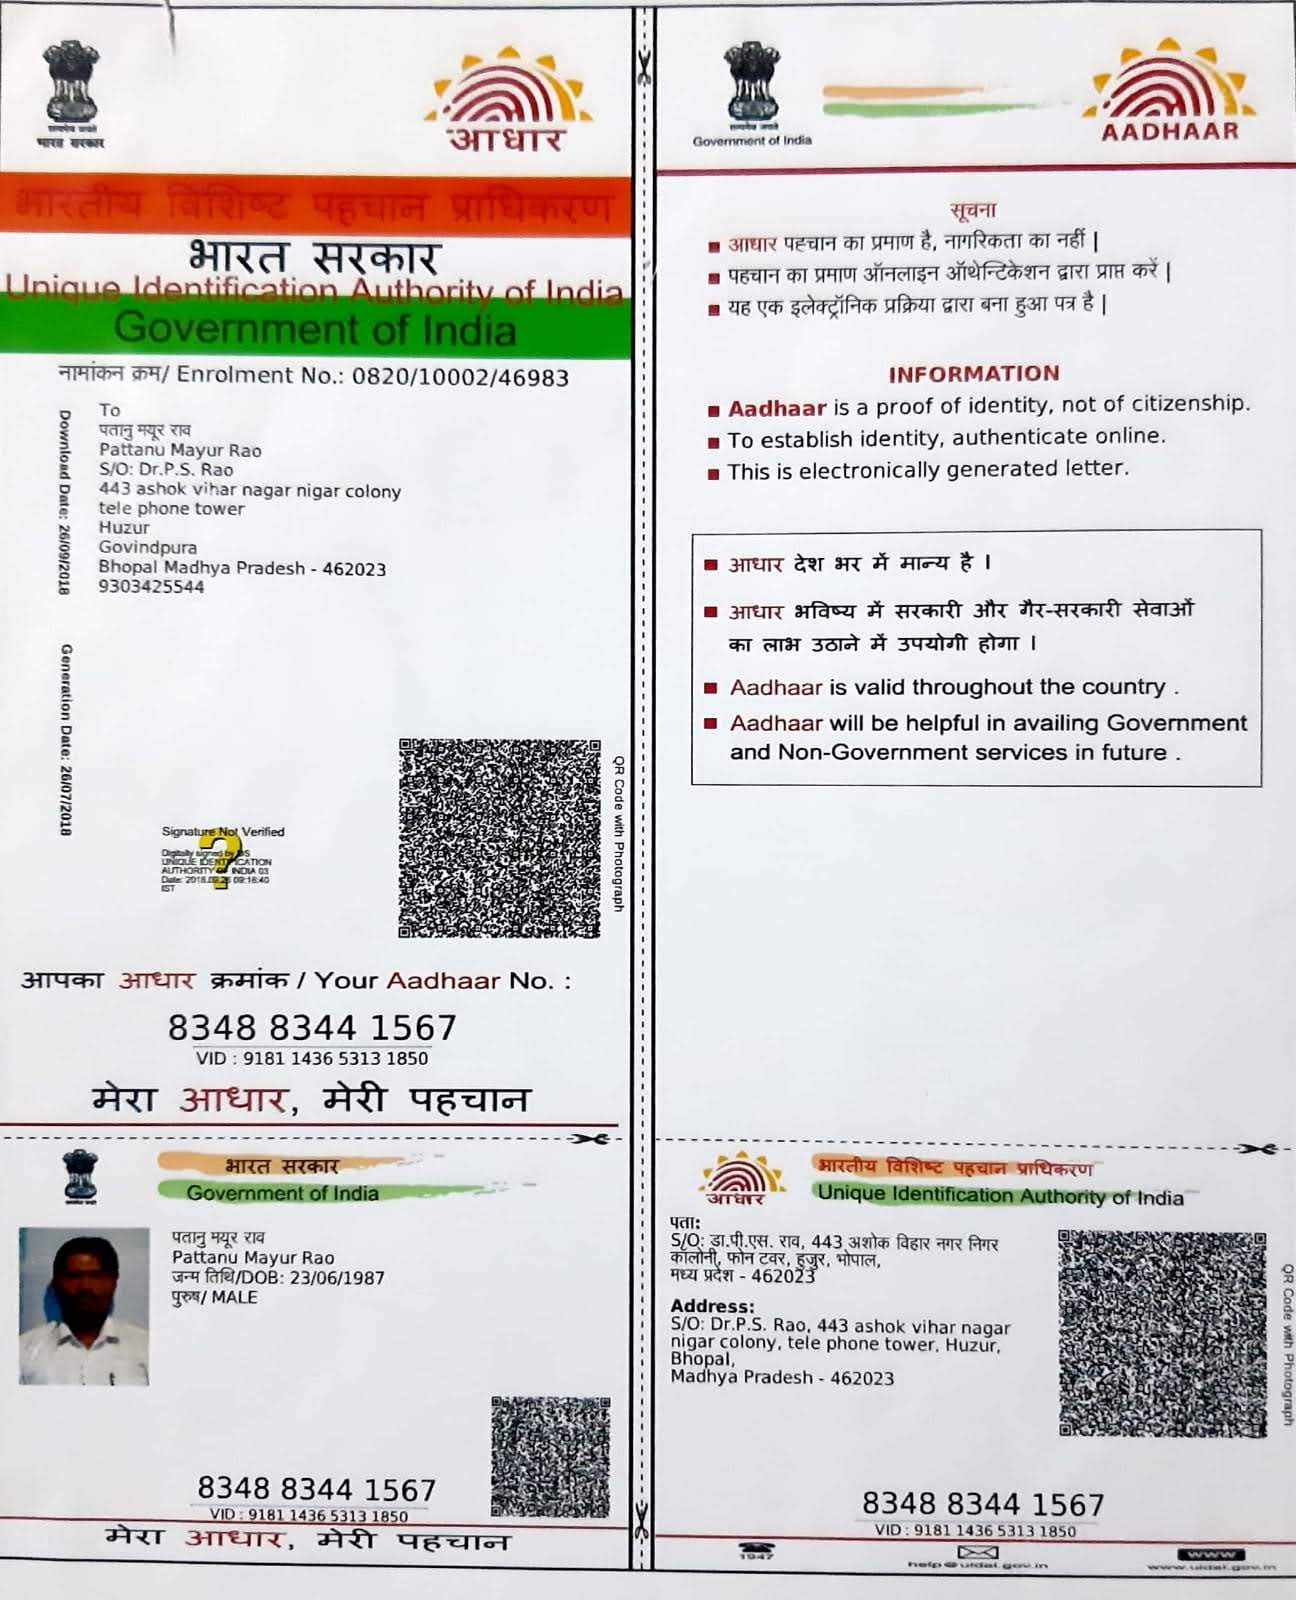 सत्यमेव जयते
भारत सरकार
आधार
भारतीय विशिष्ट पहचान प्राधिकरण
भारत सरकार
Unique Identification Authority of India
Government of India
नामांकन क्रम/ Enrolment No.: 0820/10002/46983
Download Date: 26/09/2018
Generation Date: 26/07/2018
To
पतानु मयूर राव
Pattanu Mayur Rao
S/O: Dr.P.S. Rao
443 ashok vihar nagar nigar colony
tele phone tower
Huzur
Govindpura
Bhopal Madhya Pradesh - 462023
9303425544
Signature Not Verified
Digitally signed by DS
UNIQUE IDENTIFICATION
AUTHORITY OF INDIA 03
Date: 2018.09.26 09:16:40
IST
QR Code with Photograph
आपका आधार क्रमांक / Your Aadhaar No. :
8348 8344 1567
VID : 9181 1436 5313 1850
मेरा आधार, मेरी पहचान
भारत सरकार
Government of India
पतानु मयूर राव
Pattanu Mayur Rao
जन्म तिथि/DOB: 23/06/1987
पुरुष/ MALE
8348 8344 1567
VID : 9181 1436 5313 1850
मेरा आधार, मेरी पहचान
सत्यमेव जयते
Government of India
AADHAAR
सूचना
आधार पहचान का प्रमाण है, नागरिकता का नहीं |
पहचान का प्रमाण ऑनलाइन ऑथेन्टिकेशन द्वारा प्राप्त करें |
यह एक इलेक्ट्रॉनिक प्रक्रिया द्वारा बना हुआ पत्र है |
INFORMATION
Aadhaar is a proof of identity, not of citizenship.
To establish identity, authenticate online.
This is electronically generated letter.
आधार देश भर में मान्य है ।
आधार भविष्य में सरकारी और गैर-सरकारी सेवाओं
का लाभ उठाने में उपयोगी होगा ।
Aadhaar is valid throughout the country .
Aadhaar will be helpful in availing Government
and Non-Government services in future .
आधार
भारतीय विशिष्ट पहचान प्राधिकरण
Unique Identification Authority of India
पता:
S/O: डा.पी.एस. राव, 443 अशोक विहार नगर निगर
कालोनी, फोन टवर, हुजुर, भोपाल,
मध्य प्रदेश - 462023
Address:
S/O: Dr.P.S. Rao, 443 ashok vihar nagar
nigar colony, tele phone tower, Huzur,
Bhopal,
Madhya Pradesh - 462023
QR Code with Photograph
8348 8344 1567
VID : 9181 1436 5313 1850
1947
help@uidai.gov.in
www
www.uidai.gov.in